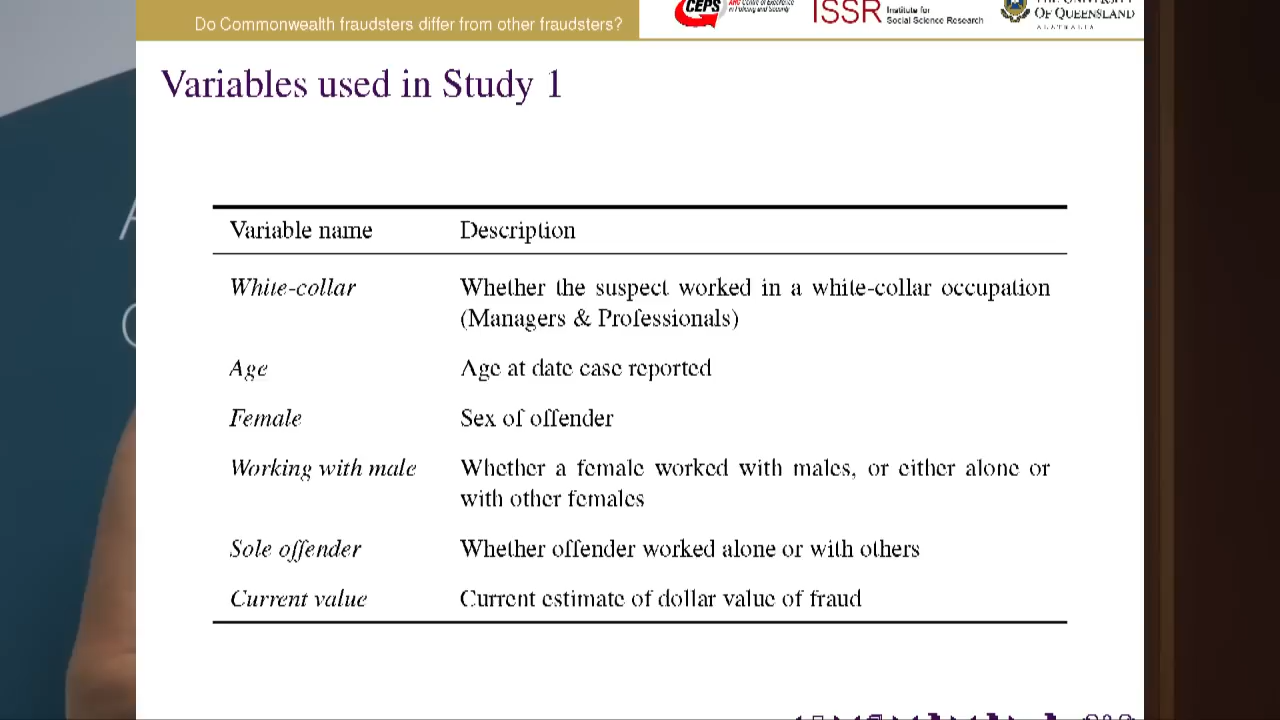 Do Commonwealth fraudsters differ from other fraudsters?
CEPS
ISSR
Institute for
Social Science Research
THE UNIVERSITY
OF QUEENSLAND
AUSTRALIA
Variables used in Study 1
Variable name Description
White-collar Whether the suspect worked in a white-collar occupation
(Managers & Professionals)
Age Age at date case reported
Female Sex of offender
Working with male Whether a female worked with males, or either alone or
with other females
Sole offender Whether offender worked alone or with others
Current value Current estimate of dollar value of fraud